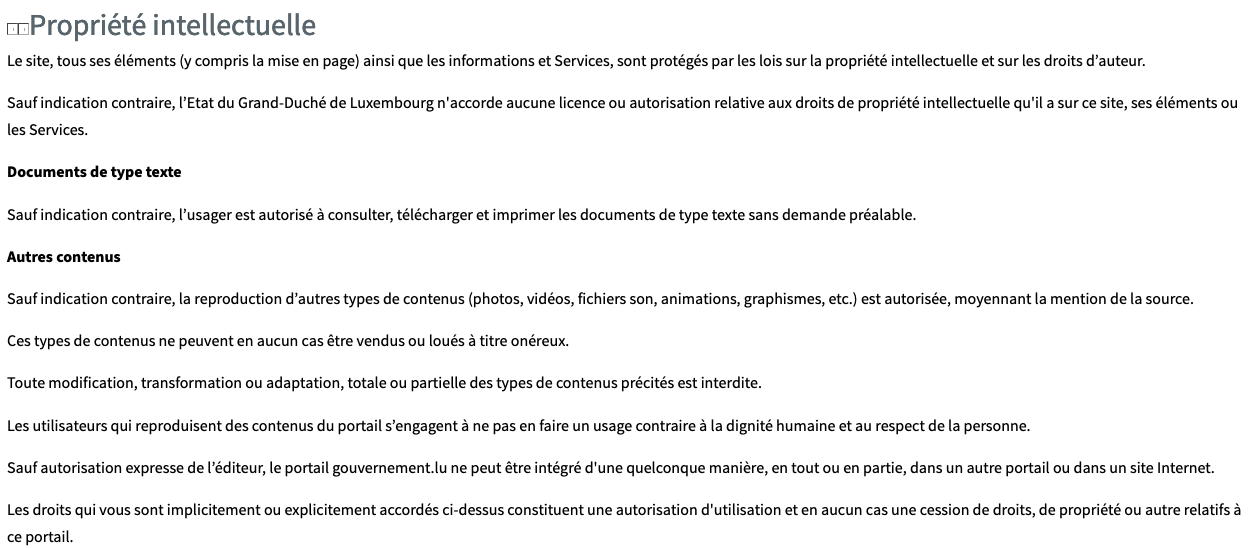 Propriété intellectuelle
Le site, tous ses éléments (y compris la mise en page) ainsi que les informations et Services, sont protégés par les lois sur la propriété intellectuelle et sur les droits d’auteur.
Sauf indication contraire, l’Etat du Grand-Duché de Luxembourg n'accorde aucune licence ou autorisation relative aux droits de propriété intellectuelle qu'il a sur ce site, ses éléments ou
les Services.
Documents de type texte
Sauf indication contraire, l’usager est autorisé à consulter, télécharger et imprimer les documents de type texte sans demande préalable.
Autres contenus
Sauf indication contraire, la reproduction d’autres types de contenus (photos, vidéos, fichiers son, animations, graphismes, etc.) est autorisée, moyennant la mention de la source.
Ces types de contenus ne peuvent en aucun cas être vendus ou loués à titre onéreux.
Toute modification, transformation ou adaptation, totale ou partielle des types de contenus précités est interdite.
Les utilisateurs qui reproduisent des contenus du portail s’engagent à ne pas en faire un usage contraire à la dignité humaine et au respect de la personne.
Sauf autorisation expresse de l’éditeur, le portail gouvernement.lu ne peut être intégré d'une quelconque manière, en tout ou en partie, dans un autre portail ou dans un site Internet.
Les droits qui vous sont implicitement ou explicitement accordés ci-dessus constituent une autorisation d'utilisation et en aucun cas une cession de droits, de propriété ou autre relatifs à
ce portail.